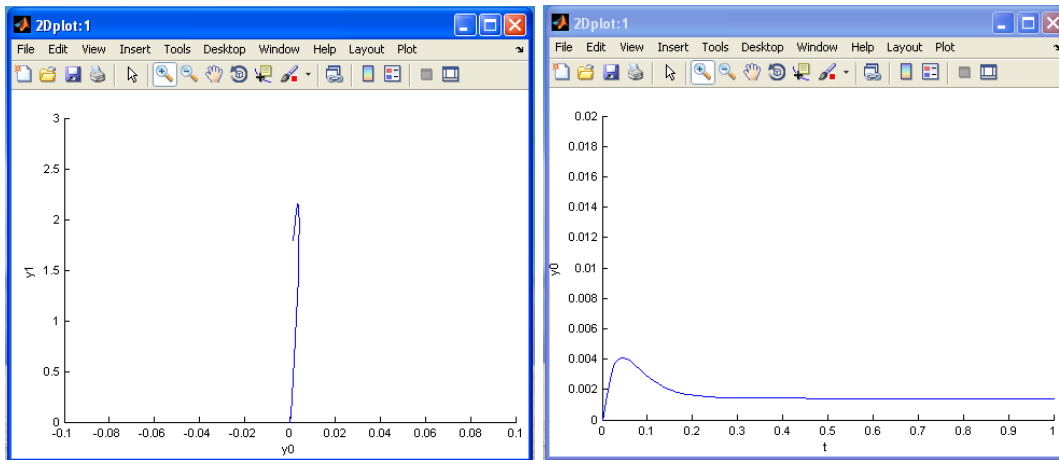 2Dplot:1
File Edit View Insert Tools Desktop Window Help Layout Plot
3
2.5
2
1.5
1
0.5
0
y1
-0.1 -0.08 -0.06 -0.04 -0.02 0 0.02 0.04 0.06 0.08 0.1
y0
2Dplot:1
File Edit View Insert Tools Desktop Window Help Layout Plot
0.02
0.018
0.016
0.014
0.012
0.01
0.008
0.006
0.004
0.002
0
y0
0 0.1 0.2 0.3 0.4 0.5 0.6 0.7 0.8 0.9 1
t